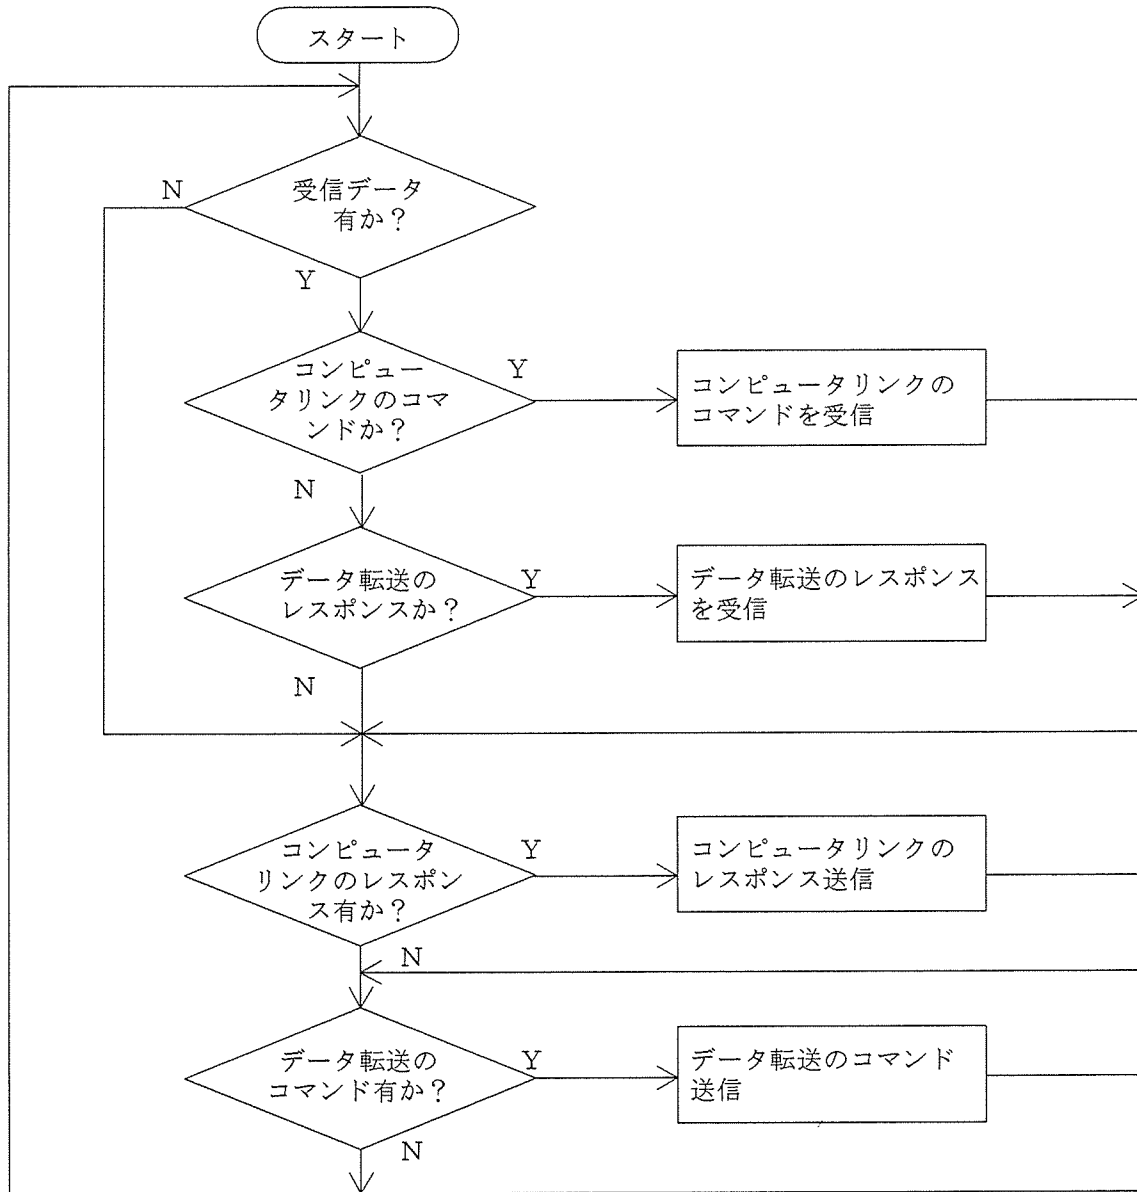 スタート
N
受信データ
有か?
Y
コンピュー
タリンクのコマ
ンドか?
Y
コンピュータリンクの
コマンドを受信
N
データ転送の
レスポンスか?
Y
データ転送のレスポンス
を受信
N
コンピュータ
リンクのレスポン
ス有か?
Y
コンピュータリンクの
レスポンス送信
N
データ転送の
コマンド有か?
Y
データ転送のコマンド
送信
N